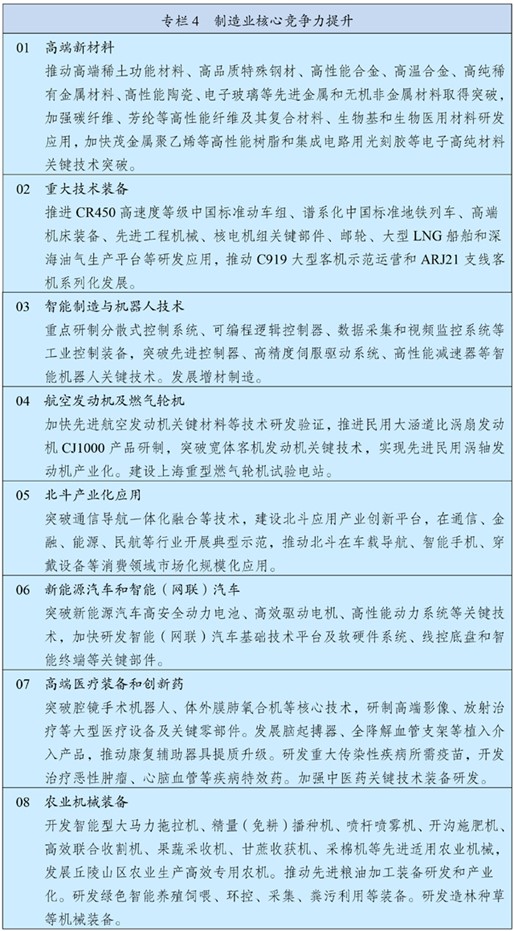 专栏4 制造业核心竞争力提升
01 高端新材料
推动高端稀土功能材料、高品质特殊钢材、高性能合金、高温合金、高纯稀
有金属材料、高性能陶瓷、电子玻璃等先进金属和无机非金属材料取得突破，
加强碳纤维、芳纶等高性能纤维及其复合材料、生物基和生物医用材料研发
应用，加快茂金属聚乙烯等高性能树脂和集成电路用光刻胶等电子高纯材料
关键技术突破。
02 重大技术装备
推进CR450高速度等级中国标准动车组、谱系化中国标准地铁列车、高端
机床装备、先进工程机械、核电机组关键部件、邮轮、大型LNG船舶和深
海油气生产平台等研发应用，推动C919大型客机示范运营和ARJ21支线客
机系列化发展。
03 智能制造与机器人技术
重点研制分散式控制系统、可编程逻辑控制器、数据采集和视频监控系统等
工业控制装备，突破先进控制器、高精度伺服驱动系统、高性能减速器等智
能机器人关键技术。发展增材制造。
04 航空发动机及燃气轮机
加快先进航空发动机关键材料等技术研发验证，推进民用大涵道比涡扇发动
机CJ1000产品研制，突破宽体客机发动机关键技术，实现先进民用涡轴发
动机产业化。建设上海重型燃气轮机试验电站。
05 北斗产业化应用
突破通信导航一体化融合等技术，建设北斗应用产业创新平台，在通信、金
融、能源、民航等行业开展典型示范，推动北斗在车载导航、智能手机、穿
戴设备等消费领域市场化规模化应用。
06 新能源汽车和智能（网联）汽车
突破新能源汽车高安全动力电池、高效驱动电机、高性能动力系统等关键技
术，加快研发智能（网联）汽车基础技术平台及软硬件系统、线控底盘和智
能终端等关键部件。
07 高端医疗装备和创新药
突破腔镜手术机器人、体外膜肺氧合机等核心技术，研制高端影像、放射治
疗等大型医疗设备及关键零部件。发展脑起搏器、全降解血管支架等植入介
入产品，推动康复辅助器具提质升级。研发重大传染性疾病所需疫苗，开发
治疗恶性肿瘤、心脑血管等疾病特效药。加强中医药关键技术装备研发。
08 农业机械装备
开发智能型大马力拖拉机、精量（免耕）播种机、喷杆喷雾机、开沟施肥机、
高效联合收割机、果蔬采收机、甘蔗收获机、采棉机等先进适用农业机械，
发展丘陵山区农业生产高效专用农机。推动先进粮油加工装备研发和产业
化。研发绿色智能养殖饲喂、环控、采集、粪污利用等装备。研发造林种草
等机械装备。